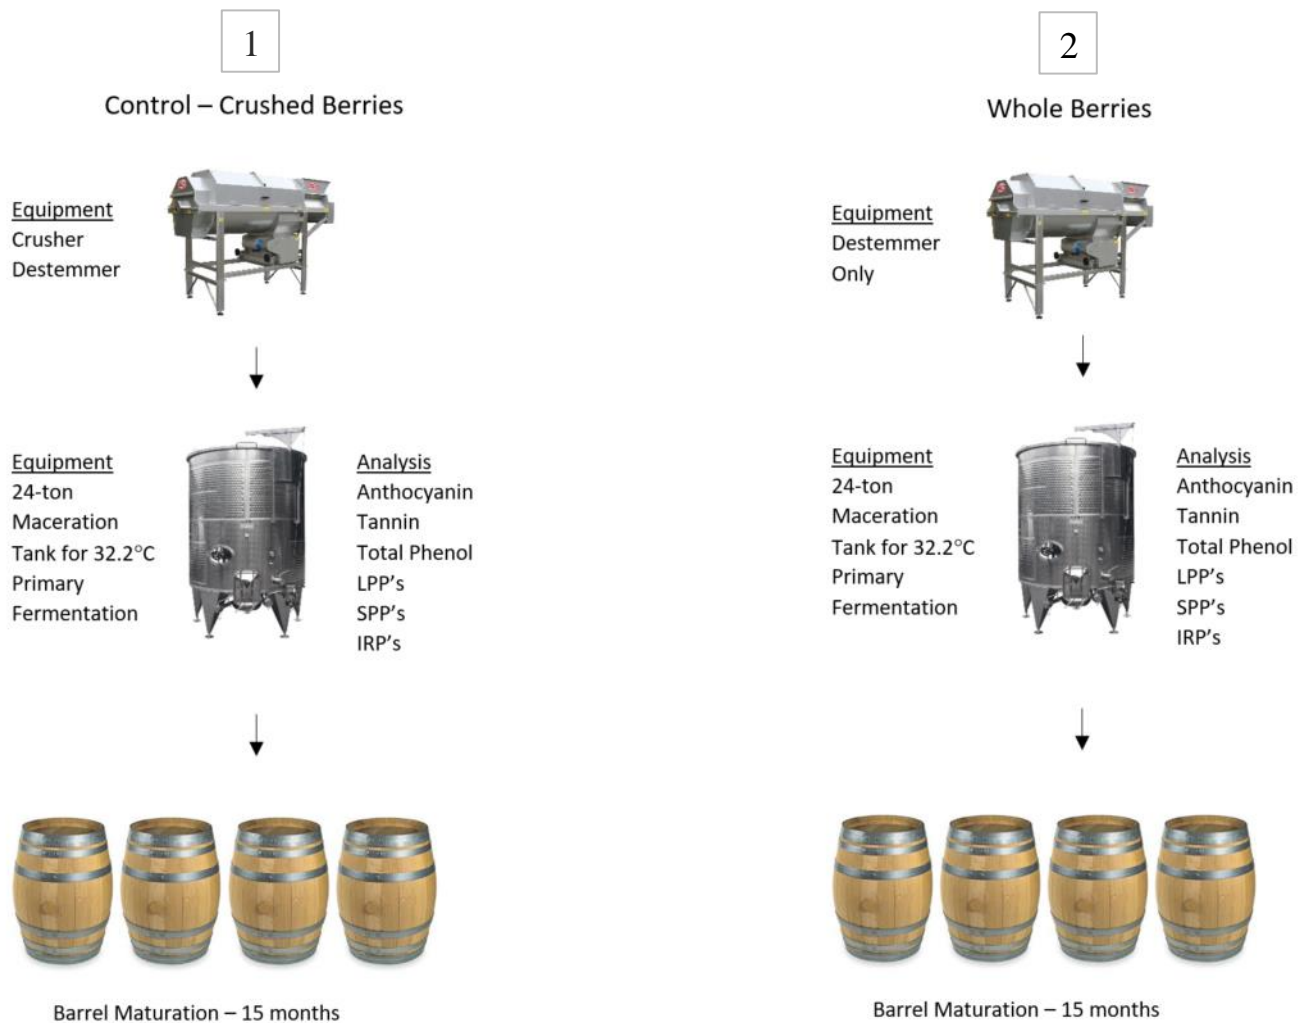 1
Control – Crushed Berries
Equipment
Crusher
Destemmer
Equipment
24-ton
Maceration
Tank for 32.2°C
Primary
Fermentation
Analysis
Anthocyanin
Tannin
Total Phenol
LPP's
SPP's
IRP's
Barrel Maturation – 15 months
2
Whole Berries
Equipment
Destemmer
Only
Equipment
24-ton
Maceration
Tank for 32.2°C
Primary
Fermentation
Analysis
Anthocyanin
Tannin
Total Phenol
LPP's
SPP's
IRP's
Barrel Maturation – 15 months